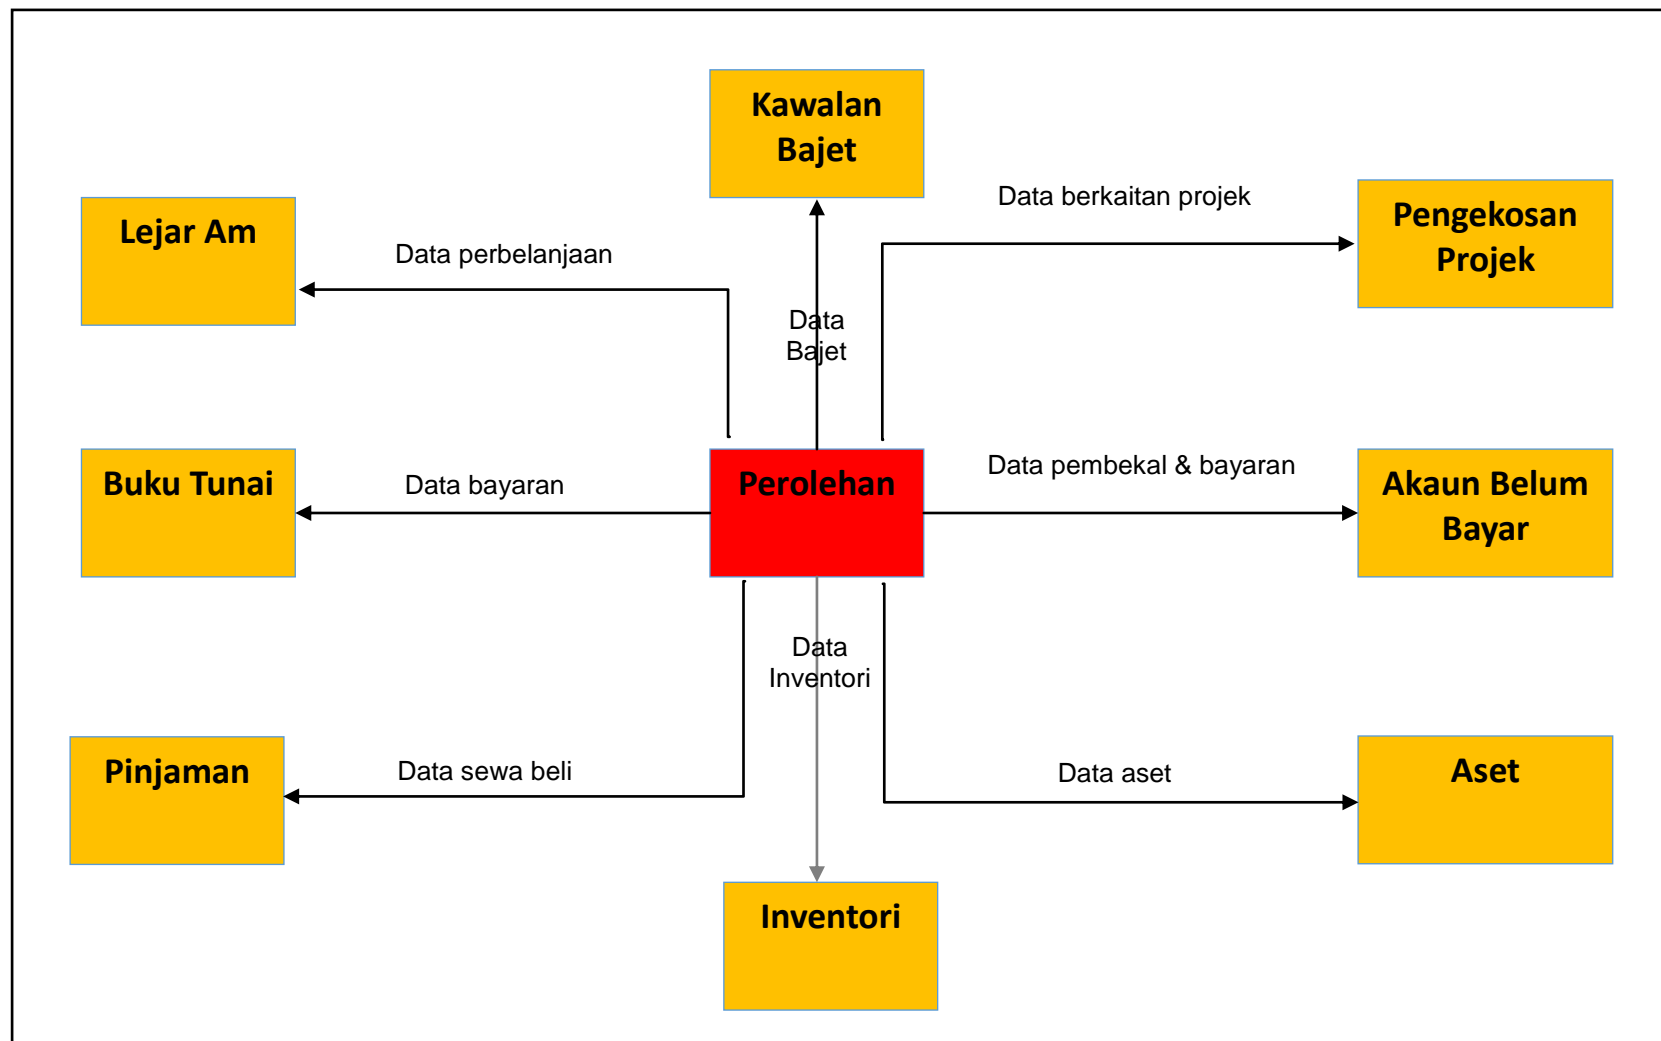 Kawalan
Bajet
Data berkaitan projek
Pengekosan
Projek
Lejar Am
Data perbelanjaan
Data
Bajet
Buku Tunai
Data bayaran
Perolehan
Data pembekal & bayaran
Akaun Belum
Bayar
Data
Inventori
Pinjaman
Data sewa beli
Data aset
Aset
Inventori